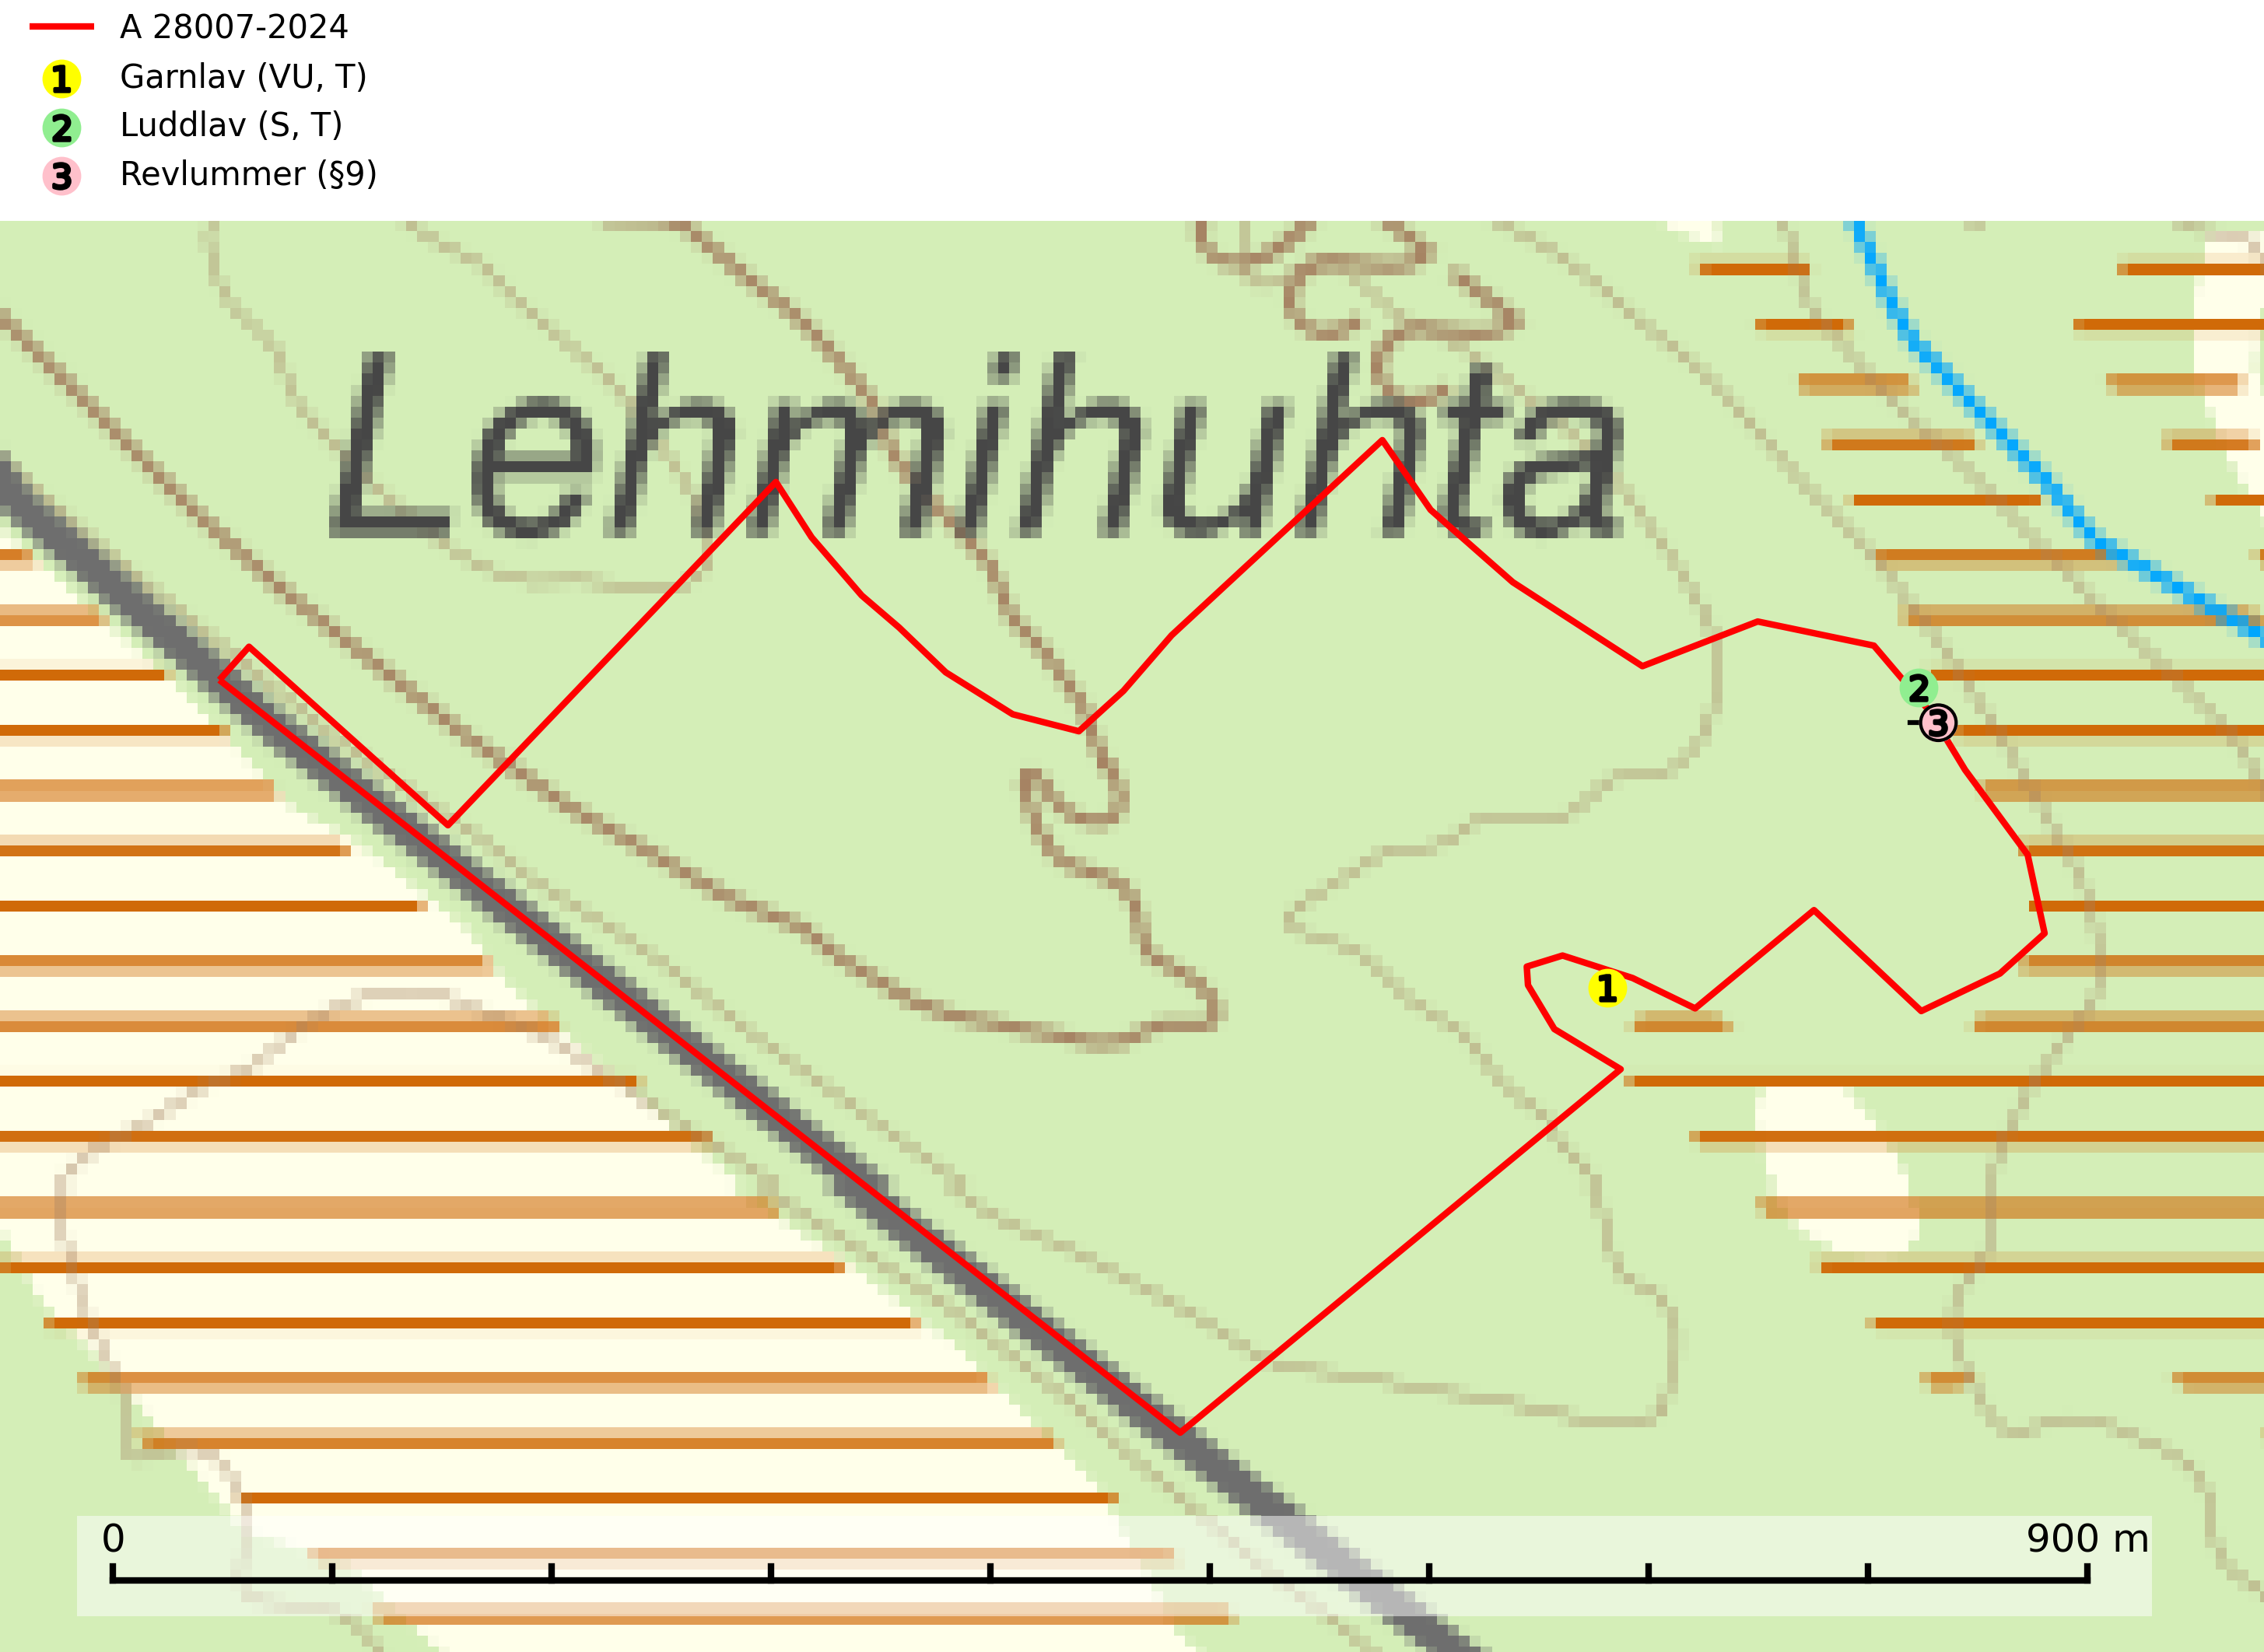 A 28007-2024
1 Garnlav (VU, T)
2 Luddlav (S, T)
3 Revlummer (§9)
Lehmihuhta
2
3
1
0 900 m